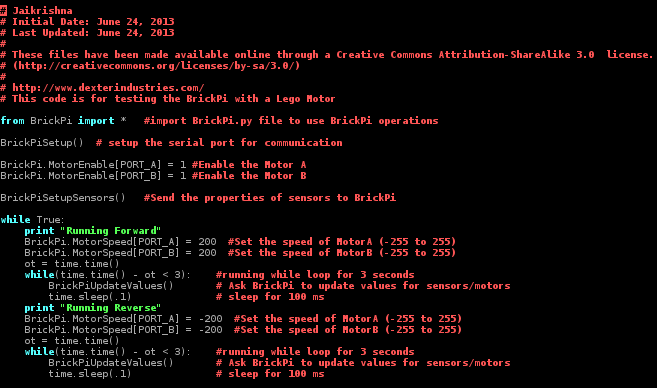 # Jaikrishna
# Initial Date: June 24, 2013
# Last Updated: June 24, 2013
#
# These files have been made available online through a Creative Commons Attribution-ShareAlike 3.0  license.
# (http://creativecommons.org/licenses/by-sa/3.0/)
#
# http://www.dexterindustries.com/
# This code is for testing the BrickPi with a Lego Motor

from BrickPi import *   #import BrickPi.py file to use BrickPi operations

BrickPiSetup()  # setup the serial port for communication

BrickPi.MotorEnable[PORT_A] = 1 #Enable the Motor A
BrickPi.MotorEnable[PORT_B] = 1 #Enable the Motor B

BrickPiSetupSensors()   #Send the properties of sensors to BrickPi

while True:
    print "Running Forward"
    BrickPi.MotorSpeed[PORT_A] = 200  #Set the speed of MotorA (-255 to 255)
    BrickPi.MotorSpeed[PORT_B] = 200  #Set the speed of MotorB (-255 to 255)
    ot = time.time()
    while(time.time() - ot < 3):    #running while loop for 3 seconds
        BrickPiUpdateValues()       # Ask BrickPi to update values for sensors/motors
        time.sleep(.1)              # sleep for 100 ms
    print "Running Reverse"
    BrickPi.MotorSpeed[PORT_A] = -200  #Set the speed of MotorA (-255 to 255)
    BrickPi.MotorSpeed[PORT_B] = -200  #Set the speed of MotorB (-255 to 255)
    ot = time.time()
    while(time.time() - ot < 3):    #running while loop for 3 seconds
        BrickPiUpdateValues()       # Ask BrickPi to update values for sensors/motors
        time.sleep(.1)              # sleep for 100 ms